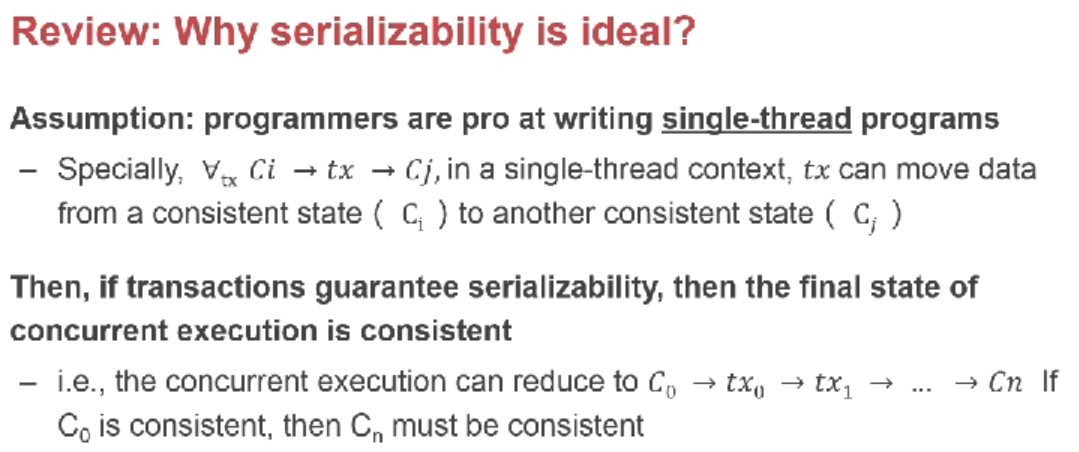 Review: Why serializability is ideal?
Assumption: programmers are pro at writing single-thread programs
– Specially, ∀tx Ci → tx → Cj, in a single-thread context, tx can move data
from a consistent state ( Ci ) to another consistent state ( Cj )
Then, if transactions guarantee serializability, then the final state of
concurrent execution is consistent
– i.e., the concurrent execution can reduce to C0 → tx0 → tx1 → ... → Cn If
C0 is consistent, then Cn must be consistent